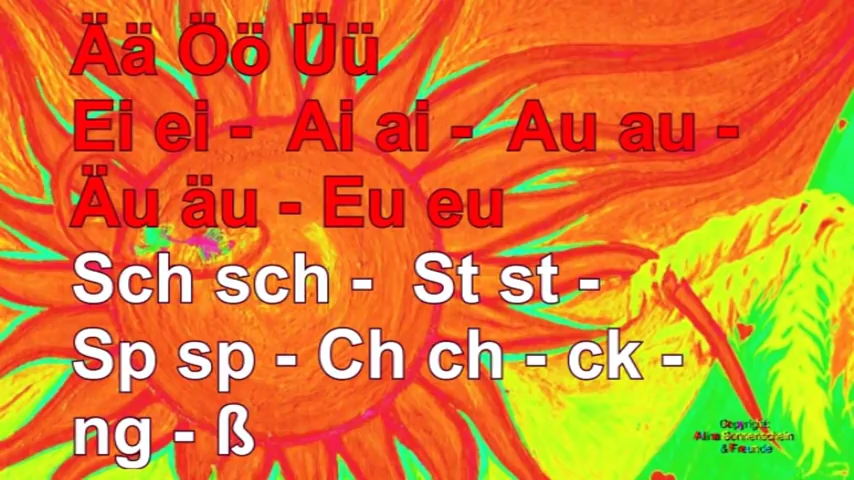 Ää Öö Üü
Ei ei - Ai ai - Au au -
Äu äu - Eu eu
Sch sch - St st -
Sp sp - Ch ch - ck -
ng - ß
Copyright:
Alina Sonnenschein
& Freunde